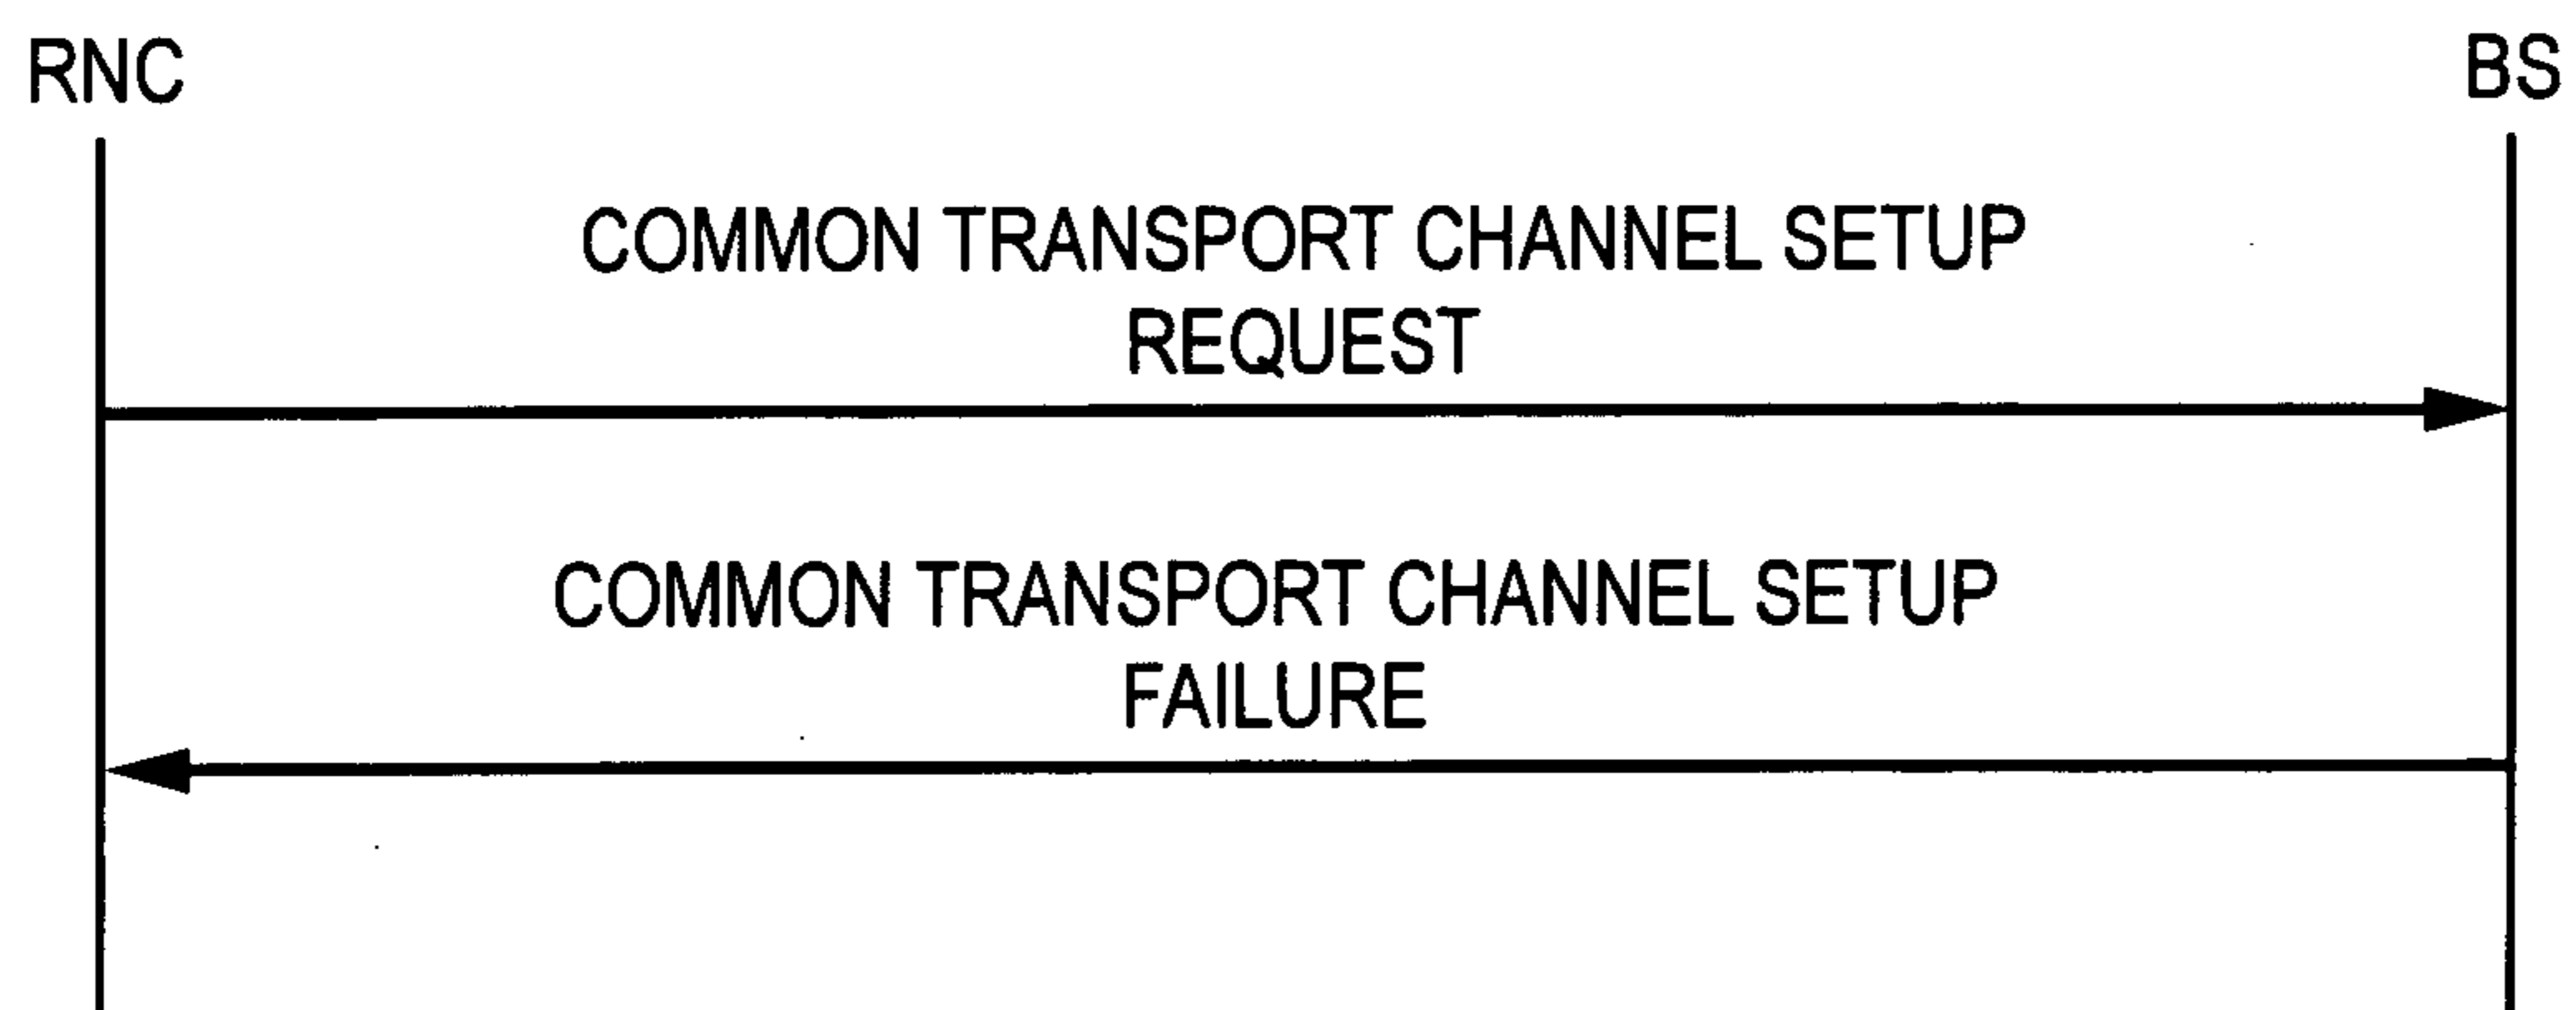 RNC BS
COMMON TRANSPORT CHANNEL SETUP
REQUEST
COMMON TRANSPORT CHANNEL SETUP
FAILURE